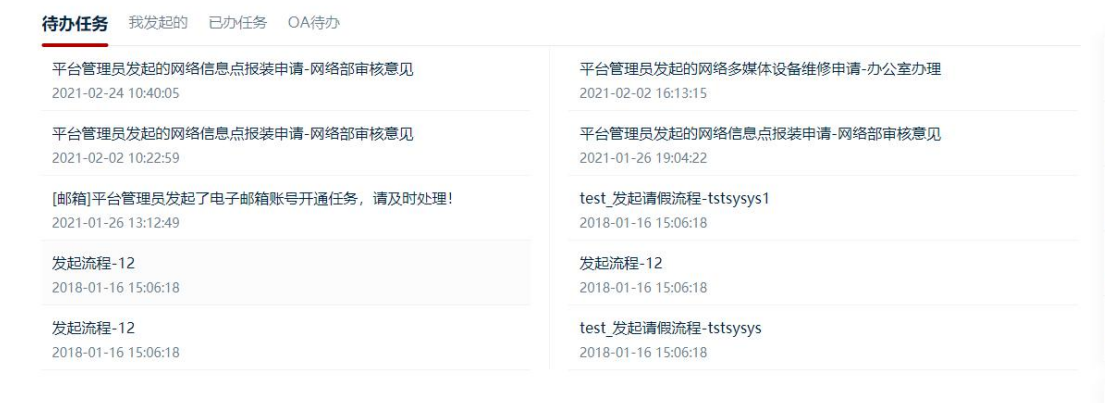 待办任务 我发起的 已办任务 OA待办
平台管理员发起的网络信息点报装申请-网络部审核意见
2021-02-24 10:40:05
平台管理员发起的网络多媒体设备维修申请-办公室办理
2021-02-02 16:13:15
平台管理员发起的网络信息点报装申请-网络部审核意见
2021-02-02 10:22:59
平台管理员发起的网络信息点报装申请-网络部审核意见
2021-01-26 19:04:22
[邮箱]平台管理员发起了电子邮箱账号开通任务，请及时处理！
2021-01-26 13:12:49
test_发起请假流程-tstsysys1
2018-01-16 15:06:18
发起流程-12
2018-01-16 15:06:18
发起流程-12
2018-01-16 15:06:18
发起流程-12
2018-01-16 15:06:18
test_发起请假流程-tstsysys
2018-01-16 15:06:18